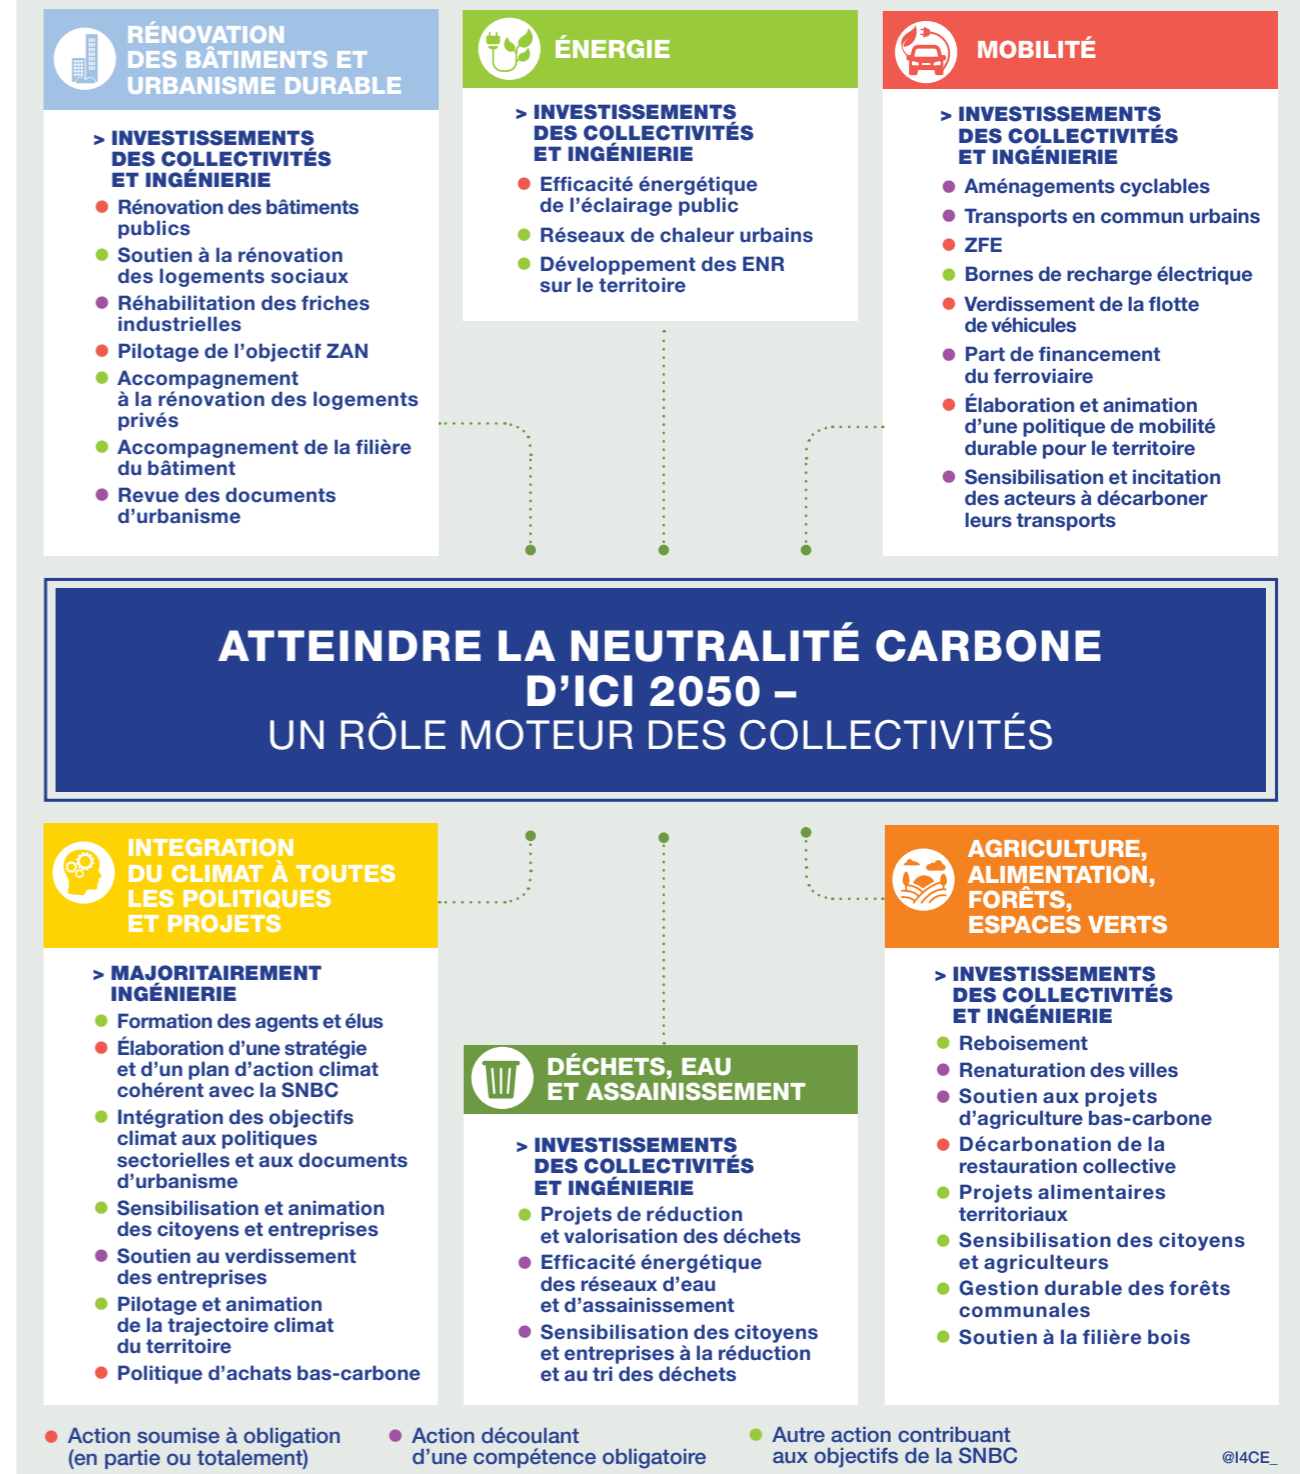 RÉNOVATION
DES BÂTIMENTS ET
URBANISME DURABLE
> INVESTISSEMENTS
DES COLLECTIVITÉS
ET INGÉNIERIE
Rénovation des bâtiments
publics
Soutien à la rénovation
des logements sociaux
Réhabilitation des friches
industrielles
Pilotage de l'objectif ZAN
Accompagnement
à la rénovation des logements
privés
Accompagnement de la filière
du bâtiment
Revue des documents
d'urbanisme
ÉNERGIE
> INVESTISSEMENTS
DES COLLECTIVITÉS
ET INGÉNIERIE
Efficacité énergétique
de l'éclairage public
Réseaux de chaleur urbains
Développement des ENR
sur le territoire
MOBILITÉ
> INVESTISSEMENTS
DES COLLECTIVITÉS
ET INGÉNIERIE
Aménagements cyclables
Transports en commun urbains
ZFE
Bornes de recharge électrique
Verdissement de la flotte
de véhicules
Part de financement
du ferroviaire
Élaboration et animation
d'une politique de mobilité
durable pour le territoire
Sensibilisation et incitation
des acteurs à décarboner
leurs transports
ATTEINDRE LA NEUTRALITÉ CARBONE
D'ICI 2050 –
UN RÔLE MOTEUR DES COLLECTIVITÉS
INTEGRATION
DU CLIMAT À TOUTES
LES POLITIQUES
ET PROJETS
> MAJORITAIREMENT
INGÉNIERIE
Formation des agents et élus
Élaboration d'une stratégie
et d'un plan d'action climat
cohérent avec la SNBC
Intégration des objectifs
climat aux politiques
sectorielles et aux documents
d'urbanisme
Sensibilisation et animation
des citoyens et entreprises
Soutien au verdissement
des entreprises
Pilotage et animation
de la trajectoire climat
du territoire
Politique d'achats bas-carbone
DÉCHETS, EAU
ET ASSAINISSEMENT
> INVESTISSEMENTS
DES COLLECTIVITÉS
ET INGÉNIERIE
Projets de réduction
et valorisation des déchets
Efficacité énergétique
des réseaux d'eau
et d'assainissement
Sensibilisation des citoyens
et entreprises à la réduction
et au tri des déchets
AGRICULTURE,
ALIMENTATION,
FORÊTS,
ESPACES VERTS
> INVESTISSEMENTS
DES COLLECTIVITÉS
ET INGÉNIERIE
Reboisement
Renaturation des villes
Soutien aux projets
d'agriculture bas-carbone
Décarbonation de la
restauration collective
Projets alimentaires
territoriaux
Sensibilisation des citoyens
et agriculteurs
Gestion durable des forêts
communales
Soutien à la filière bois
Action soumise à obligation
(en partie ou totalement)
Action découlant
d'une compétence obligatoire
Autre action contribuant
aux objectifs de la SNBC
@I4CE_